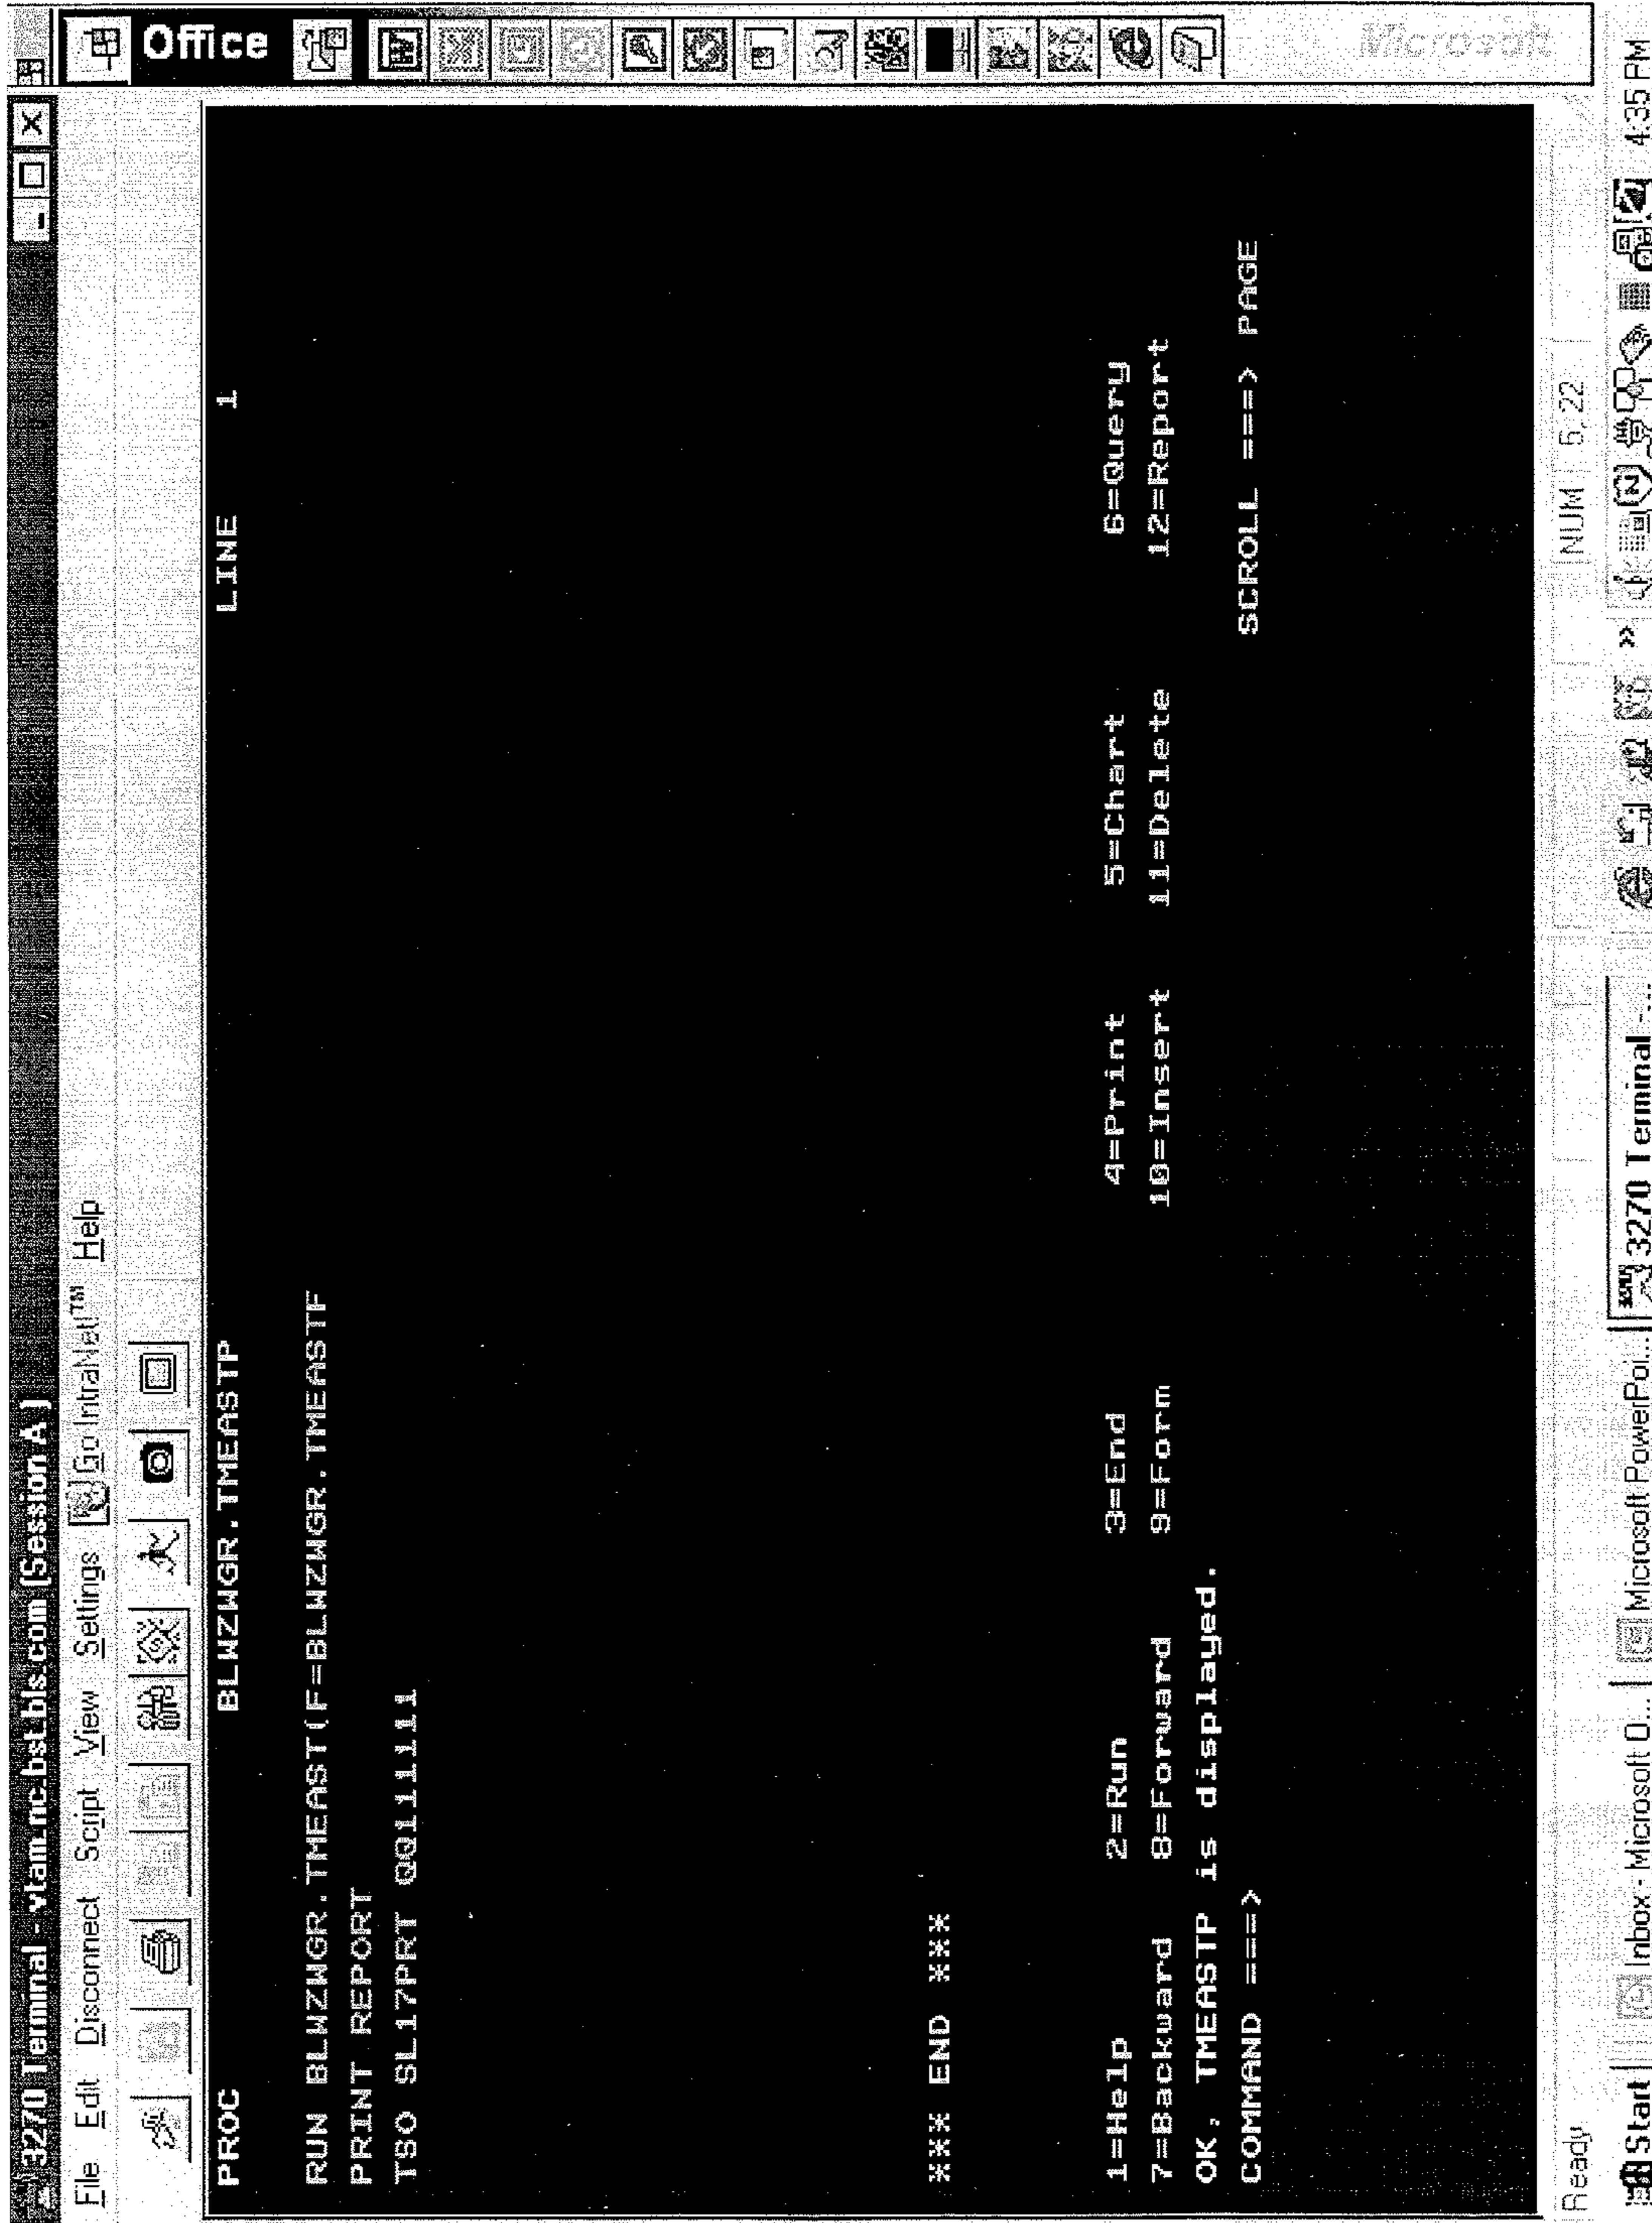 3270 Terminal - vtam.nc.bst.bls.com (Session A)
Office
File Edit Disconnect Script View Settings Go IntraNet!™ Help
PROC BLWZWGR.TMEASTP LINE 1
RUN BLWZWGR.TMEAST(F=BLWZWGR.TMEASTF
PRINT REPORT
TSO SL17PRT QQ111111
*** END ***
1=Help 2=Run 3=End 4=Print 5=Chart 6=Query
7=Backward 8=Forward 9=Form 10=Insert 11=Delete 12=Report
OK, TMEASTP is displayed.
COMMAND ===> SCROLL ===> PAGE
Microsoft
Ready NUM 6,22
Start Inbox - Microsoft O... Microsoft PowerPoi... 3270 Terminal -... » 4:35 PM